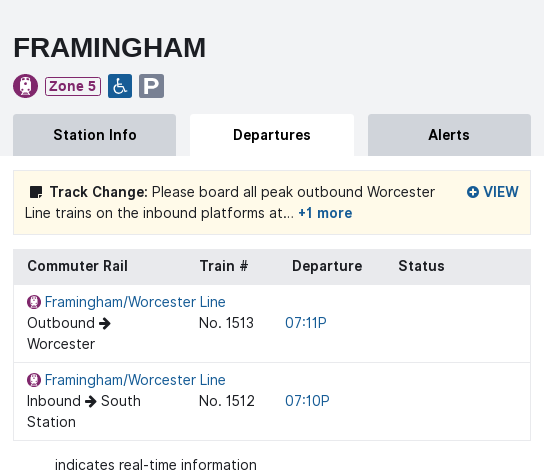 FRAMINGHAM
Zone 5 P
Station Info Departures Alerts
Track Change: Please board all peak outbound Worcester VIEW
Line trains on the inbound platforms at... +1 more
Commuter Rail Train # Departure Status
Framingham/Worcester Line
Outbound → No. 1513 07:11P
Worcester
Framingham/Worcester Line
Inbound → South No. 1512 07:10P
Station
indicates real-time information